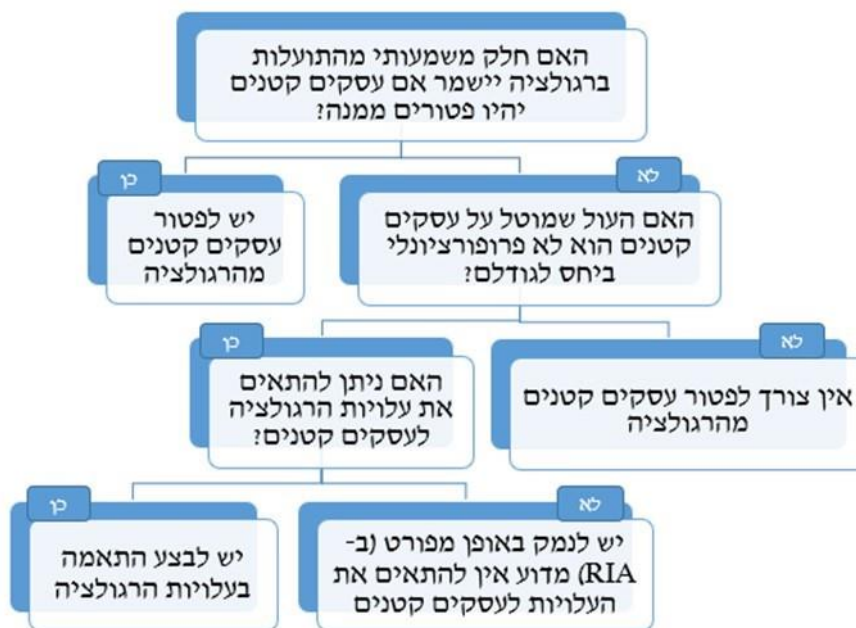 האם חלק משמעותי מהתועלות
ברגולציה יישמר אם עסקים קטנים
יהיו פטורים ממנה?
לא
האם העול שמוטל על עסקים
קטנים הוא לא פרופורציונלי
ביחס לגודלם?
כן
יש לפטור
עסקים קטנים
מהרגולציה
לא
אין צורך לפטור עסקים קטנים
מהרגולציה
כן
האם ניתן להתאים
את עלויות הרגולציה
לעסקים קטנים?
לא
יש לנמק באופן מפורט (ב-
RIA) מדוע אין להתאים את
העלויות לעסקים קטנים
כן
יש לבצע התאמה
בעלויות הרגולציה